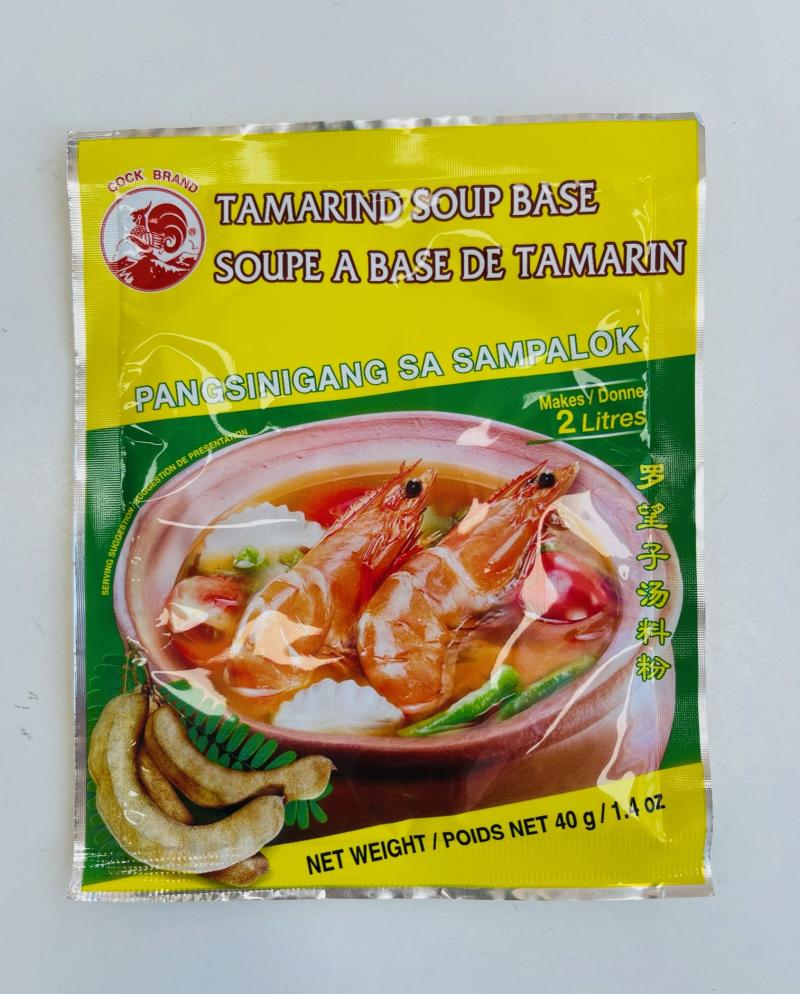 COCK BRAND
®
TAMARIND SOUP BASE
SOUPE A BASE DE TAMARIN
PANGSINIGANG SA SAMPALOK
Makes / Donne
2 Litres
SERVING SUGGESTION / SUGGESTION DE PRESENTATION
罗望子汤料粉
NET WEIGHT / POIDS NET 40 g / 1.4 oz